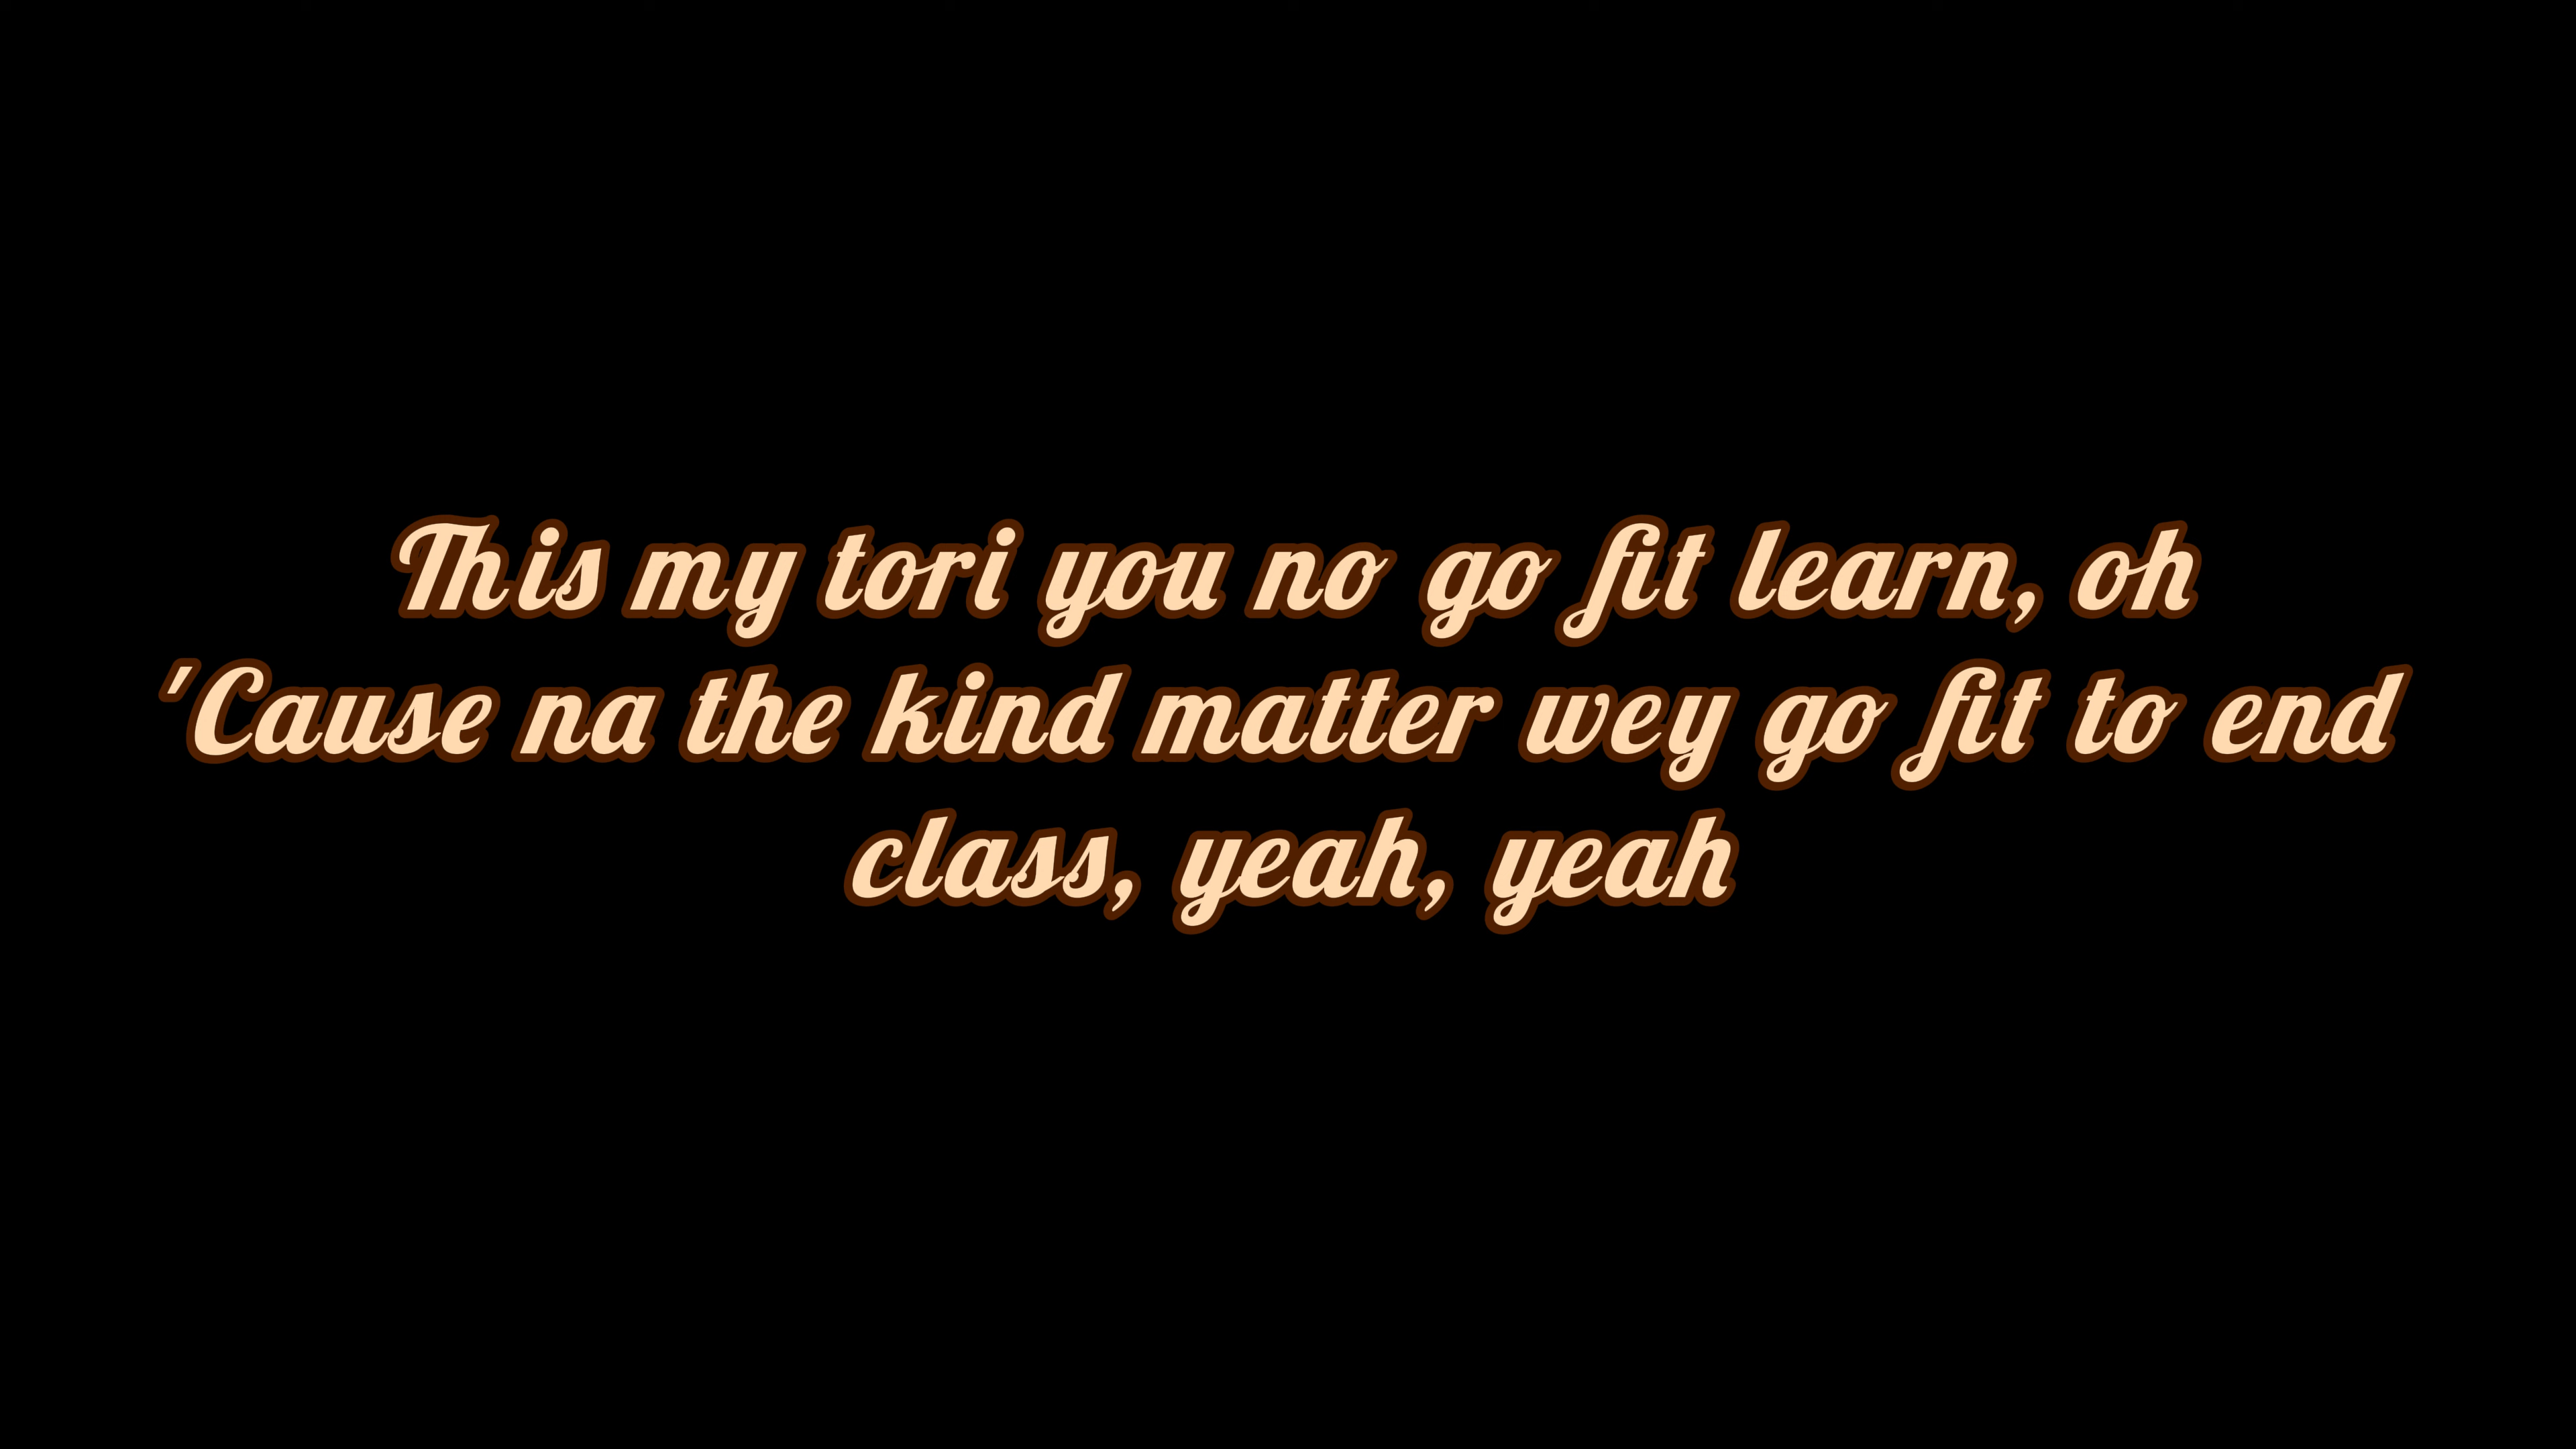 This my tori you no go fit learn, oh
'Cause na the kind matter wey go fit to end
class, yeah, yeah